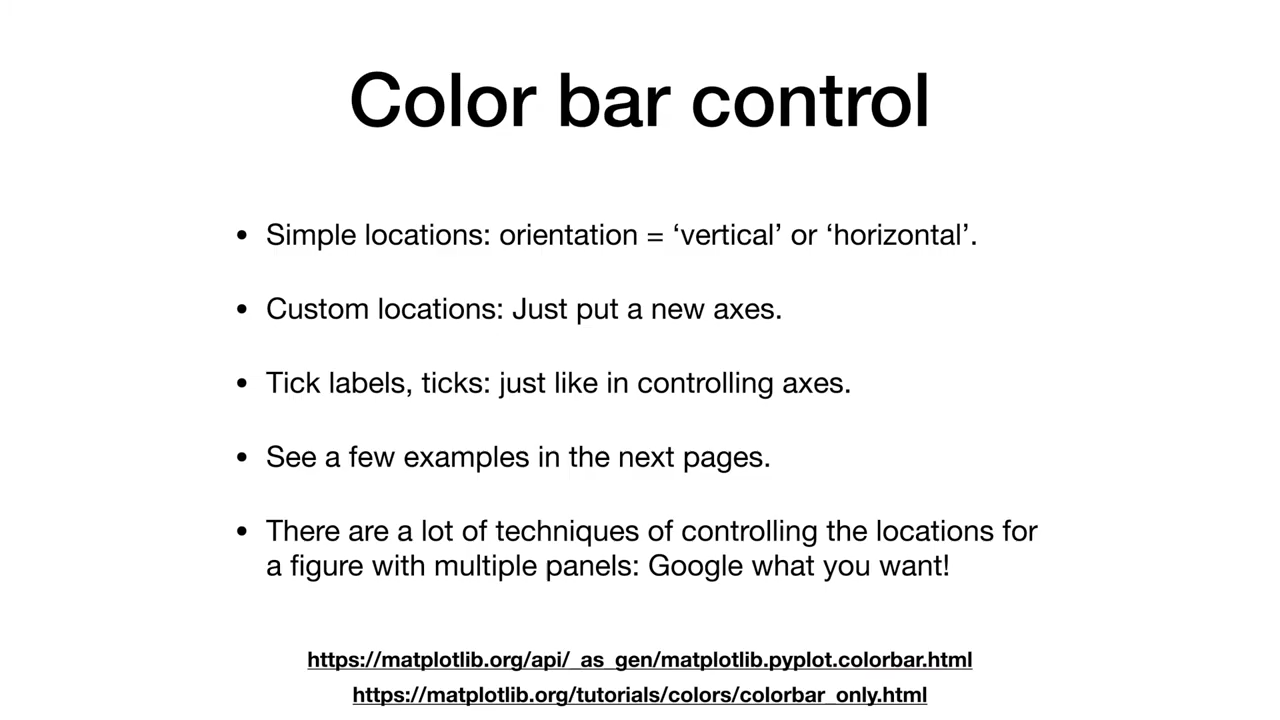 Color bar control
• Simple locations: orientation = ‘vertical’ or ‘horizontal’.
• Custom locations: Just put a new axes.
• Tick labels, ticks: just like in controlling axes.
• See a few examples in the next pages.
• There are a lot of techniques of controlling the locations for
a figure with multiple panels: Google what you want!
https://matplotlib.org/api/_as_gen/matplotlib.pyplot.colorbar.html
https://matplotlib.org/tutorials/colors/colorbar_only.html